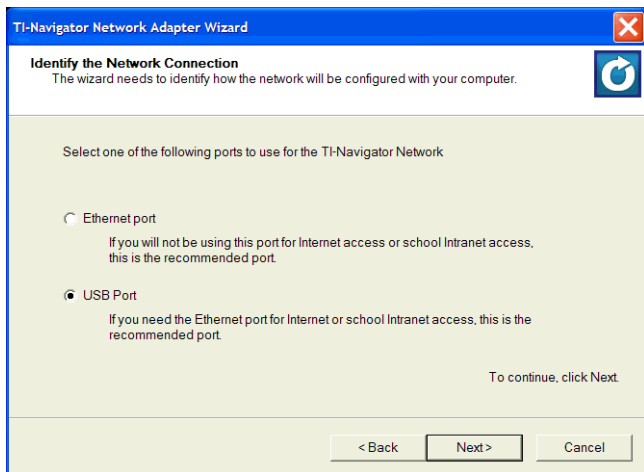 TI-Navigator Network Adapter Wizard
Identify the Network Connection
The wizard needs to identify how the network will be configured with your computer.
Select one of the following ports to use for the TI-Navigator Network
Ethernet port
If you will not be using this port for Internet access or school Intranet access,
this is the recommended port.
USB Port
If you need the Ethernet port for Internet or school Intranet access, this is the
recommended port.
To continue, click Next.
< Back
Next >
Cancel